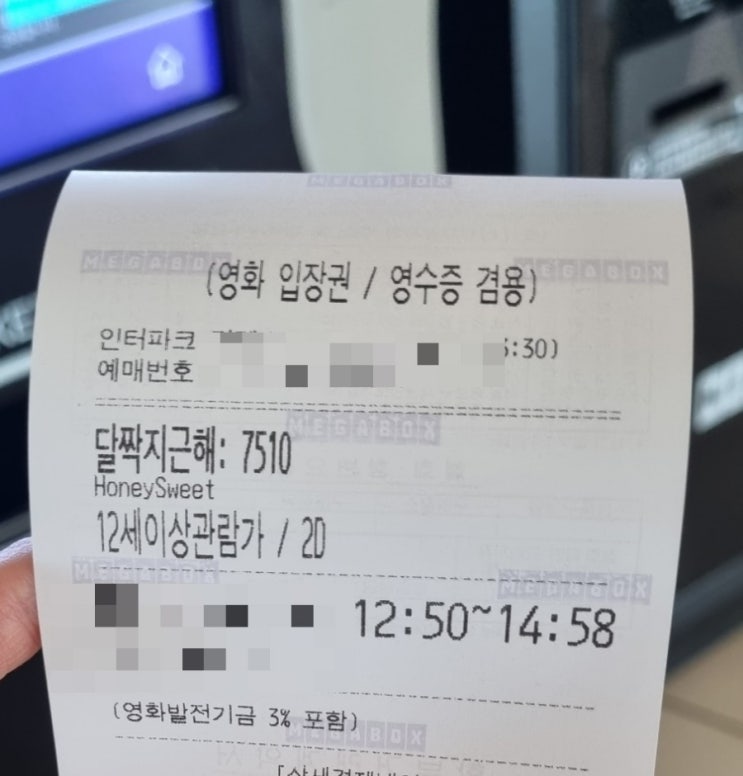 MEGABOX
MEGABOX
MEGABOX
(영화 입장권 / 영수증 겸용)
인터파크
5:30)
예매번호
MEGABOX
달짝지근해: 7510
HoneySweet
12세이상관람가 / 2D
MEGABOX
MEGABOX
12:50~14:58
(영화발전기금 3% 포함)
MEGABOX